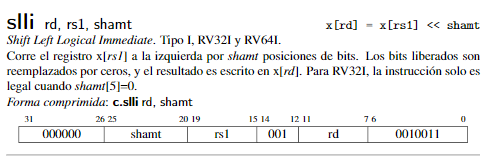 slli rd, rs1, shamt x[rd] = x[rs1] << shamt
Shift Left Logical Immediate. Tipo I, RV32I y RV64I.
Corre el registro x[rs1] a la izquierda por shamt posiciones de bits. Los bits liberados son
reemplazados por ceros, y el resultado es escrito en x[rd]. Para RV32I, la instrucción solo es
legal cuando shamt[5]=0.
Forma comprimida: c.slli rd, shamt
31 26 25 20 19 15 14 12 11 7 6 0
000000 shamt rs1 001 rd 0010011